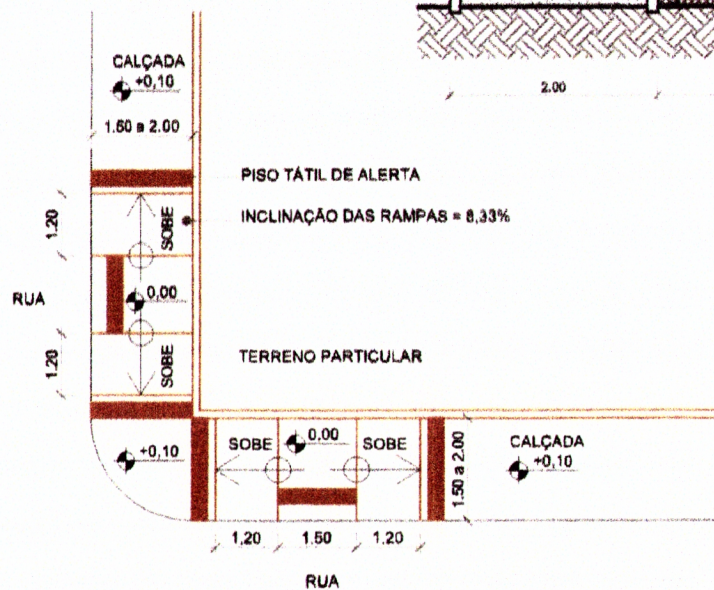 CALÇADA
+0,10
1.60 a 2.00
2.00
PISO TÁTIL DE ALERTA
INCLINAÇÃO DAS RAMPAS = 8,33%
1.20
SOBE
RUA
0,00
1.20
SOBE
TERRENO PARTICULAR
+0,10
SOBE
0,00
SOBE
1.50 a 2.00
CALÇADA
+0,10
1,20
1.50
1,20
RUA